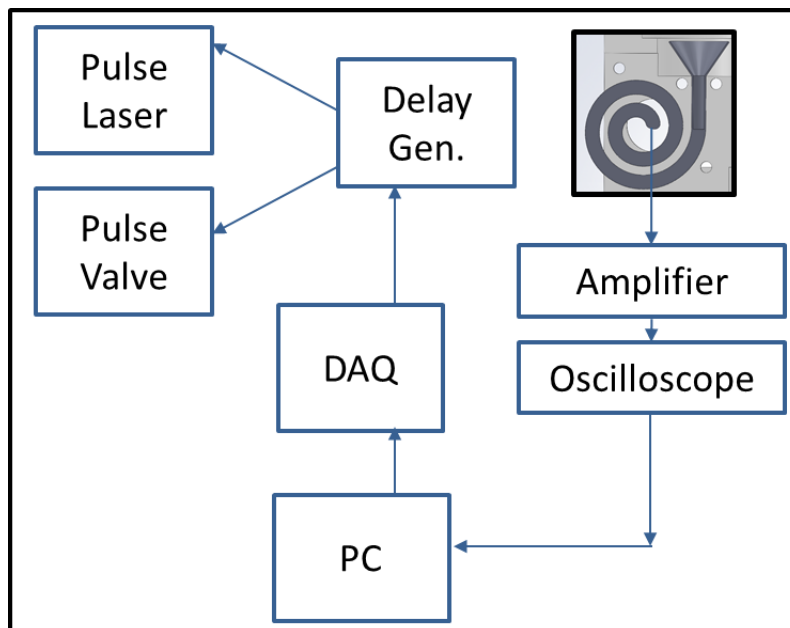 Pulse
Laser
Delay
Gen.
Pulse
Valve
Amplifier
DAQ
Oscilloscope
PC